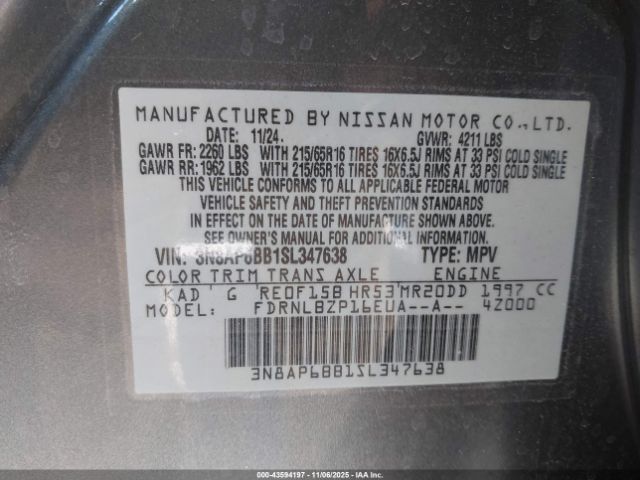 MANUFACTURED BY NISSAN MOTOR CO.,LTD.
DATE: 11/24. GVWR: 4211 LBS
GAWR FR: 2260 LBS WITH 215/65R16 TIRES 16X6.5J RIMS AT 33 PSI COLD SINGLE
GAWR RR: 1962 LBS WITH 215/65R16 TIRES 16X6.5J RIMS AT 33 PSI COLD SINGLE
THIS VEHICLE CONFORMS TO ALL APPLICABLE FEDERAL MOTOR
VEHICLE SAFETY AND THEFT PREVENTION STANDARDS
IN EFFECT ON THE DATE OF MANUFACTURE SHOWN ABOVE.
SEE OWNER'S MANUAL FOR ADDITIONAL INFORMATION.
VIN: 3N8AP6BB1SL347638 TYPE: MPV
COLOR TRIM TRANS AXLE ENGINE
KAD G RE0F15B HR53 MR20DD 1997 CC
MODEL: FDRNLBZP16EUA--A-- 4Z000
3N8AP6BB1SL347638
000-43594197 | 11/06/2025 | IAAI.COM